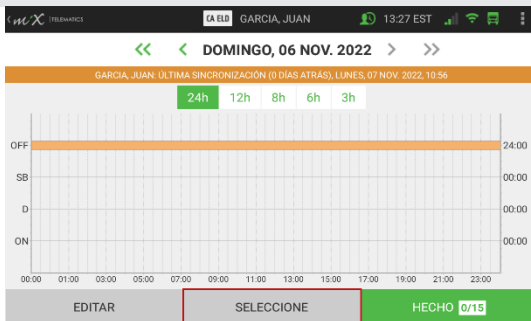 miX TELEMATICS CA ELD GARCIA, JUAN 13:27 EST
<< < DOMINGO, 06 NOV. 2022 > >>
GARCIA, JUAN: ÚLTIMA SINCRONIZACIÓN (0 DÍAS ATRÁS), LUNES, 07 NOV. 2022, 10:56
24h 12h 8h 6h 3h
OFF 24:00
SB 00:00
D 00:00
ON 00:00
00:00 01:00 03:00 05:00 07:00 09:00 11:00 13:00 15:00 17:00 19:00 21:00 23:00
EDITAR SELECCIONE HECHO 0/15